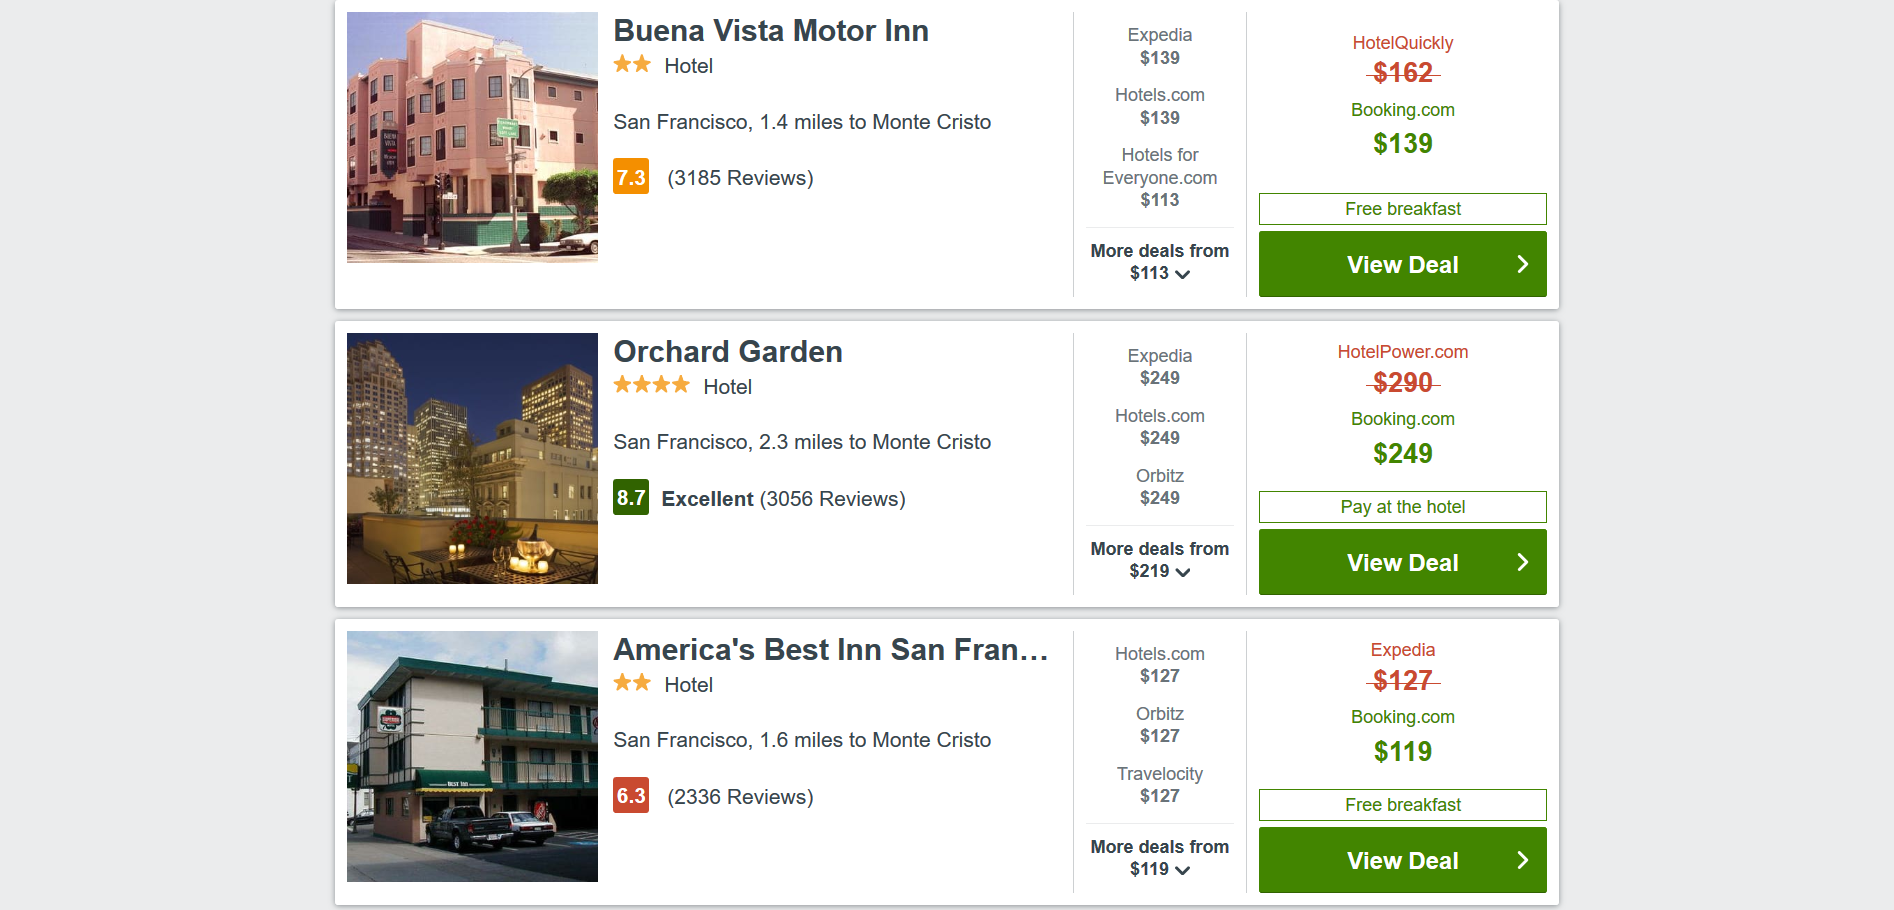 Buena Vista Motor Inn
Hotel
San Francisco, 1.4 miles to Monte Cristo
7.3 (3185 Reviews)
Expedia
$139
Hotels.com
$139
Hotels for
Everyone.com
$113
More deals from
$113
HotelQuickly
$162
Booking.com
$139
Free breakfast
View Deal
Orchard Garden
Hotel
San Francisco, 2.3 miles to Monte Cristo
8.7 Excellent (3056 Reviews)
Expedia
$249
Hotels.com
$249
Orbitz
$249
More deals from
$219
HotelPower.com
$290
Booking.com
$249
Pay at the hotel
View Deal
America's Best Inn San Fran...
Hotel
San Francisco, 1.6 miles to Monte Cristo
6.3 (2336 Reviews)
BEST INN
Hotels.com
$127
Orbitz
$127
Travelocity
$127
More deals from
$119
Expedia
$127
Booking.com
$119
Free breakfast
View Deal